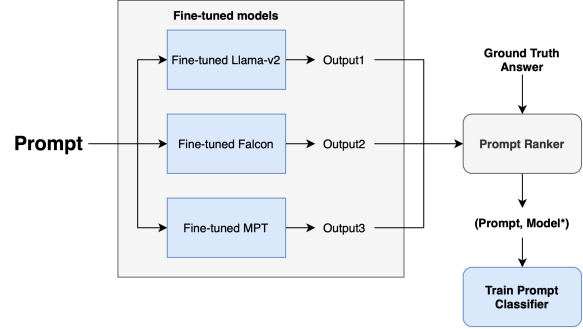 Fine-tuned models
Fine-tuned Llama-v2
Output1
Ground Truth
Answer
Prompt
Fine-tuned Falcon
Output2
Prompt Ranker
Fine-tuned MPT
Output3
(Prompt, Model*)
Train Prompt
Classifier